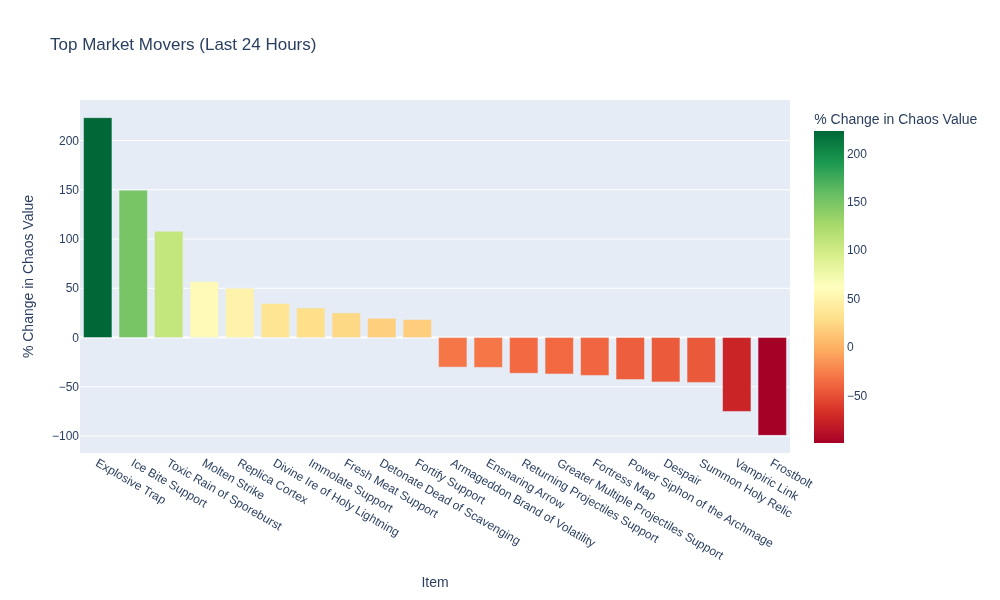 Top Market Movers (Last 24 Hours)
% Change in Chaos Value
200
150
100
50
0
−50
−100
% Change in Chaos Value
200
150
100
50
0
−50
Explosive Trap
Ice Bite Support
Toxic Rain of Sporeburst
Molten Strike
Replica Cortex
Divine Ire of Holy Lightning
Immolate Support
Fresh Meat Support
Detonate Dead of Scavenging
Fortify Support
Armageddon Brand of Volatility
Ensnaring Arrow
Returning Projectiles Support
Greater Multiple Projectiles Support
Fortress Map
Power Siphon of the Archmage
Despair
Summon Holy Relic
Vampiric Link
Frostbolt
Item